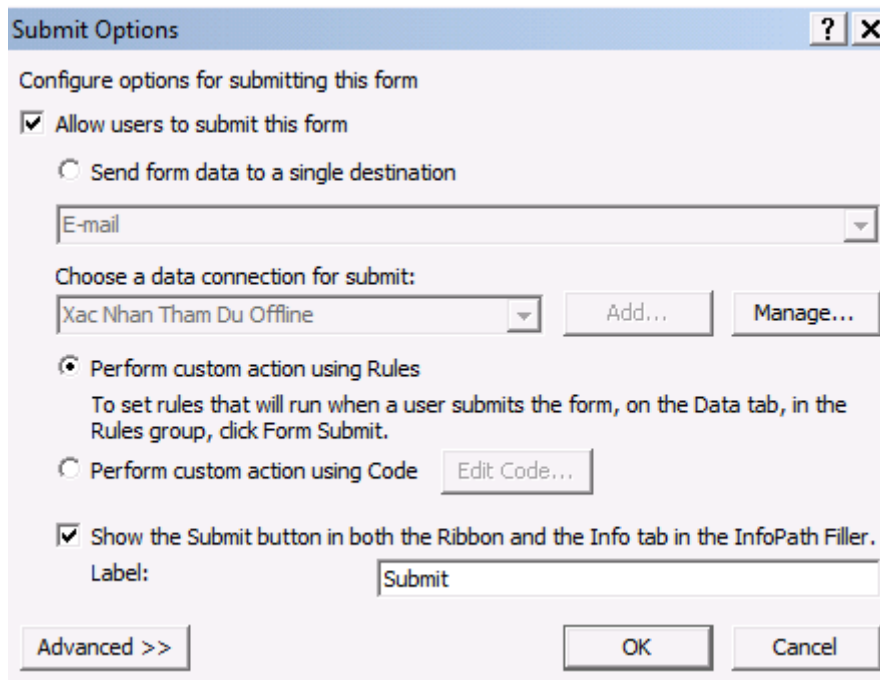 Submit Options
Configure options for submitting this form
Allow users to submit this form
Send form data to a single destination
E-mail
Choose a data connection for submit:
Xac Nhan Tham Du Offline
Add...
Manage...
Perform custom action using Rules
To set rules that will run when a user submits the form, on the Data tab, in the
Rules group, click Form Submit.
Perform custom action using Code
Edit Code...
Show the Submit button in both the Ribbon and the Info tab in the InfoPath Filler.
Label:
Submit
Advanced >>
OK
Cancel